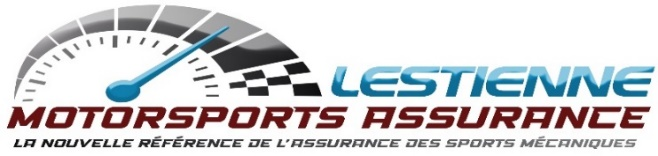 LESTIENNE
MOTORSPORTS ASSURANCE
LA NOUVELLE RÉFÉRENCE DE L'ASSURANCE DES SPORTS MÉCANIQUES